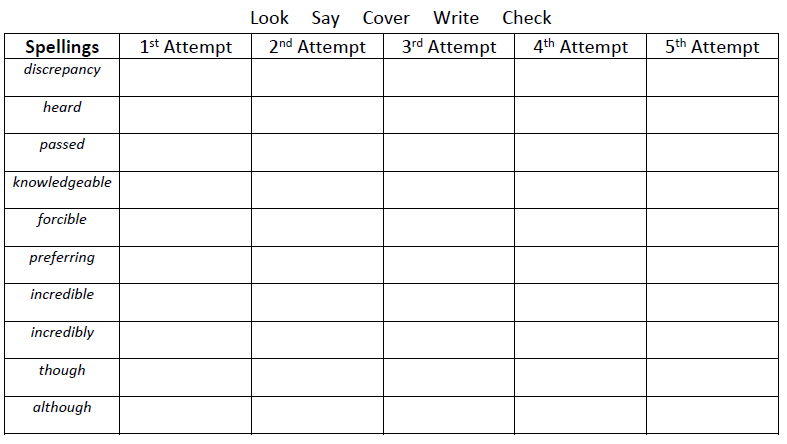 Look Say Cover Write Check
Spellings 1st Attempt 2nd Attempt 3rd Attempt 4th Attempt 5th Attempt
discrepancy
heard
passed
knowledgeable
forcible
preferring
incredible
incredibly
though
although